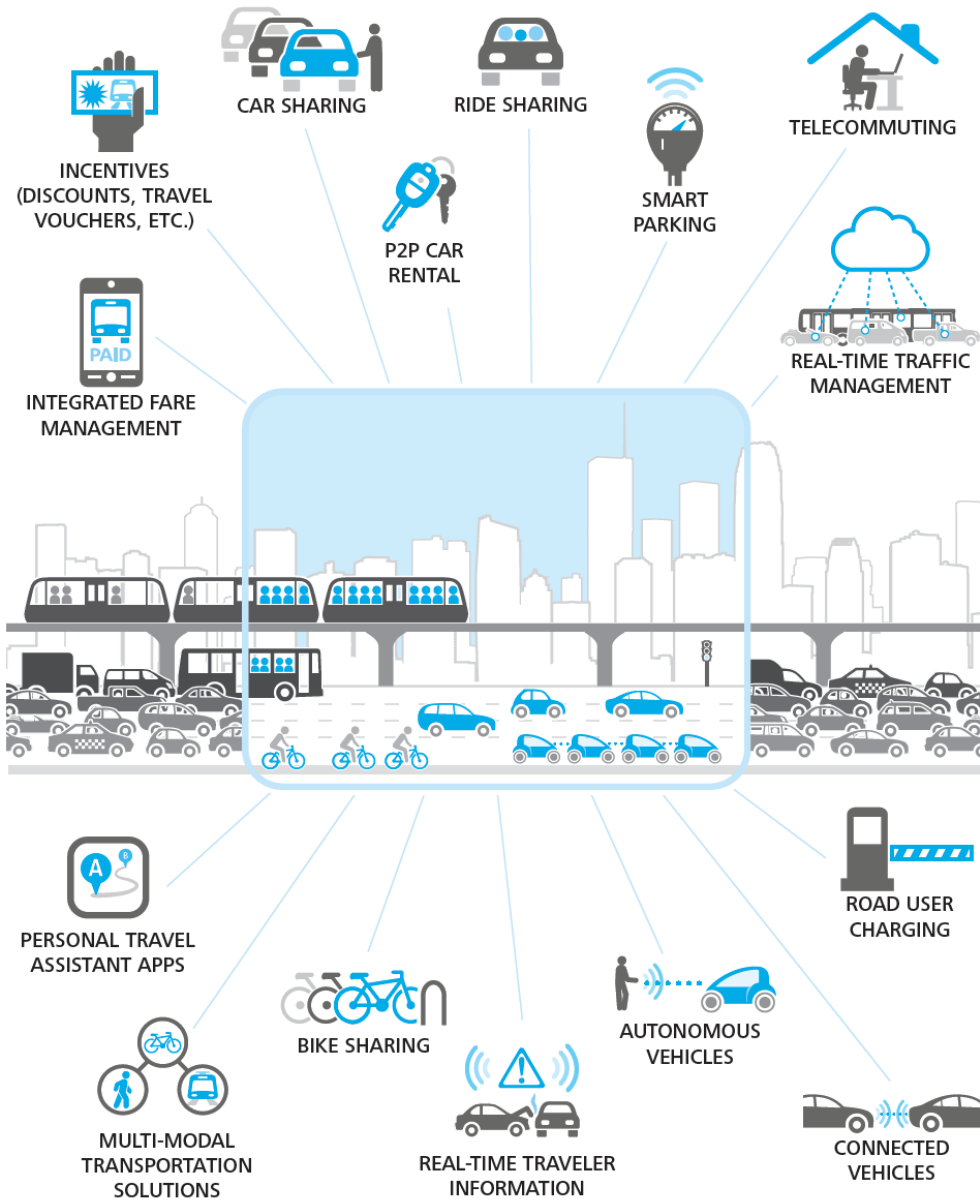 CAR SHARING
RIDE SHARING
TELECOMMUTING
INCENTIVES
(DISCOUNTS, TRAVEL
VOUCHERS, ETC.)
P2P CAR
RENTAL
SMART
PARKING
PAID
INTEGRATED FARE
MANAGEMENT
REAL-TIME TRAFFIC
MANAGEMENT
A
B
PERSONAL TRAVEL
ASSISTANT APPS
ROAD USER
CHARGING
BIKE SHARING
AUTONOMOUS
VEHICLES
MULTI-MODAL
TRANSPORTATION
SOLUTIONS
REAL-TIME TRAVELER
INFORMATION
CONNECTED
VEHICLES